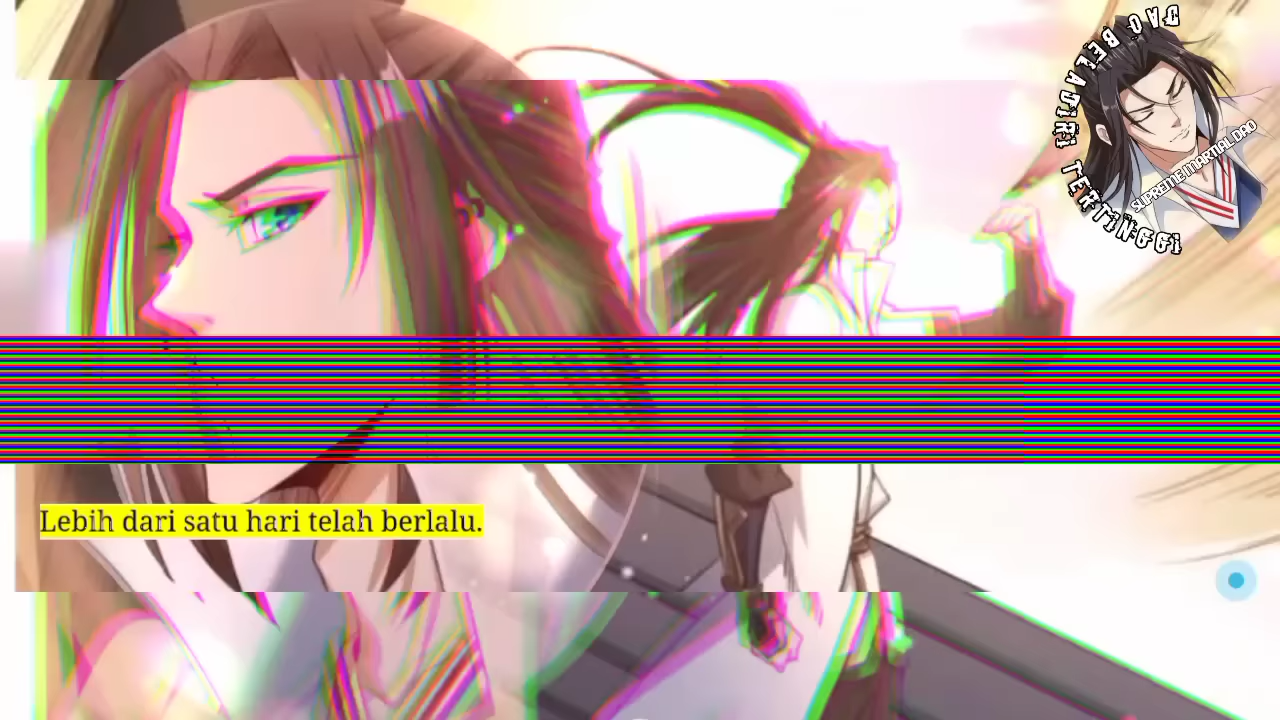 DAO BELADIRI TERTINGGI
SUPREME MARTIAL DAO
Lebih dari satu hari telah berlalu.